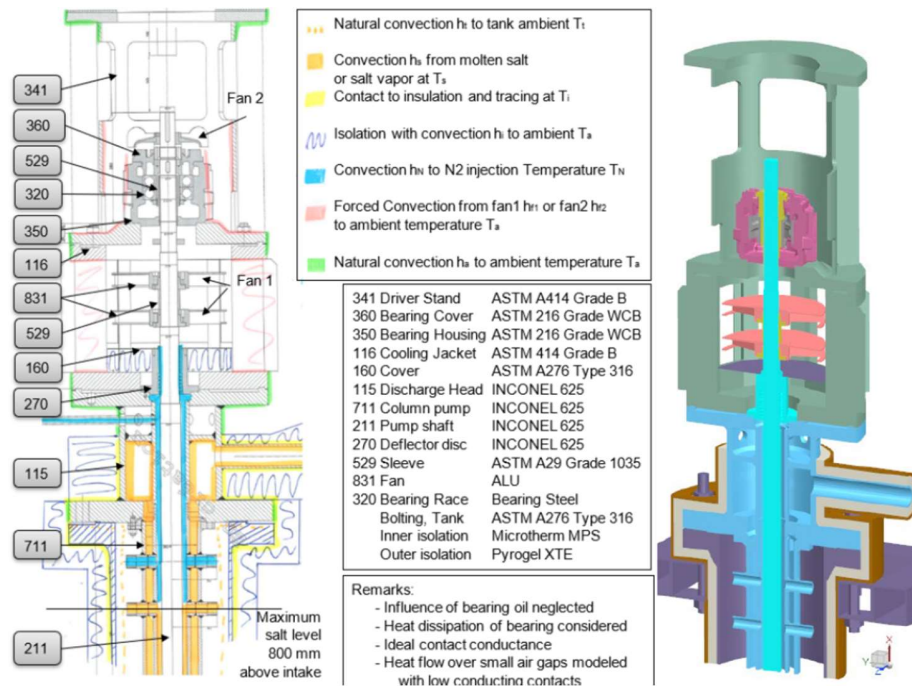 341
360
529
320
350
116
831
529
160
270
115
711
211
Fan 2
Fan 1
Maximum
salt level
800 mm
above intake
Natural convection ht to tank ambient Tt
Convection hs from molten salt
or salt vapor at Ts
Contact to insulation and tracing at Ti
Isolation with convection hi to ambient Ta
Convection hN to N2 injection Temperature TN
Forced Convection from fan1 hf1 or fan2 hf2
to ambient temperature Ta
Natural convection ha to ambient temperature Ta
341 Driver Stand ASTM A414 Grade B
360 Bearing Cover ASTM 216 Grade WCB
350 Bearing Housing ASTM 216 Grade WCB
116 Cooling Jacket ASTM 414 Grade B
160 Cover ASTM A276 Type 316
115 Discharge Head INCONEL 625
711 Column pump INCONEL 625
211 Pump shaft INCONEL 625
270 Deflector disc INCONEL 625
529 Sleeve ASTM A29 Grade 1035
831 Fan ALU
320 Bearing Race Bearing Steel
Bolting, Tank ASTM A276 Type 316
Inner isolation Microtherm MPS
Outer isolation Pyrogel XTE
Remarks:
- Influence of bearing oil neglected
- Heat dissipation of bearing considered
- Ideal contact conductance
- Heat flow over small air gaps modeled
with low conducting contacts
X
Y
Z